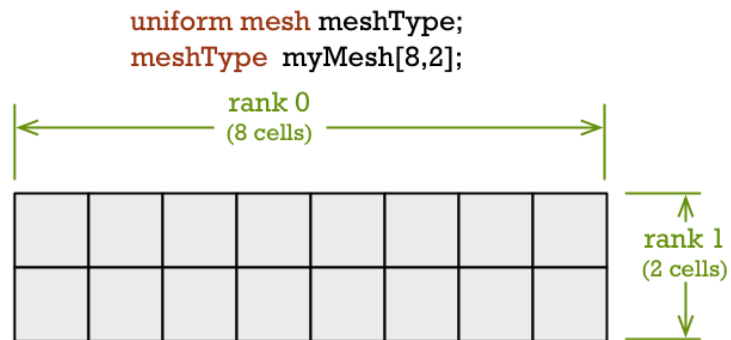 uniform mesh meshType;
meshType myMesh[8,2];
rank 0
(8 cells)
rank 1
(2 cells)